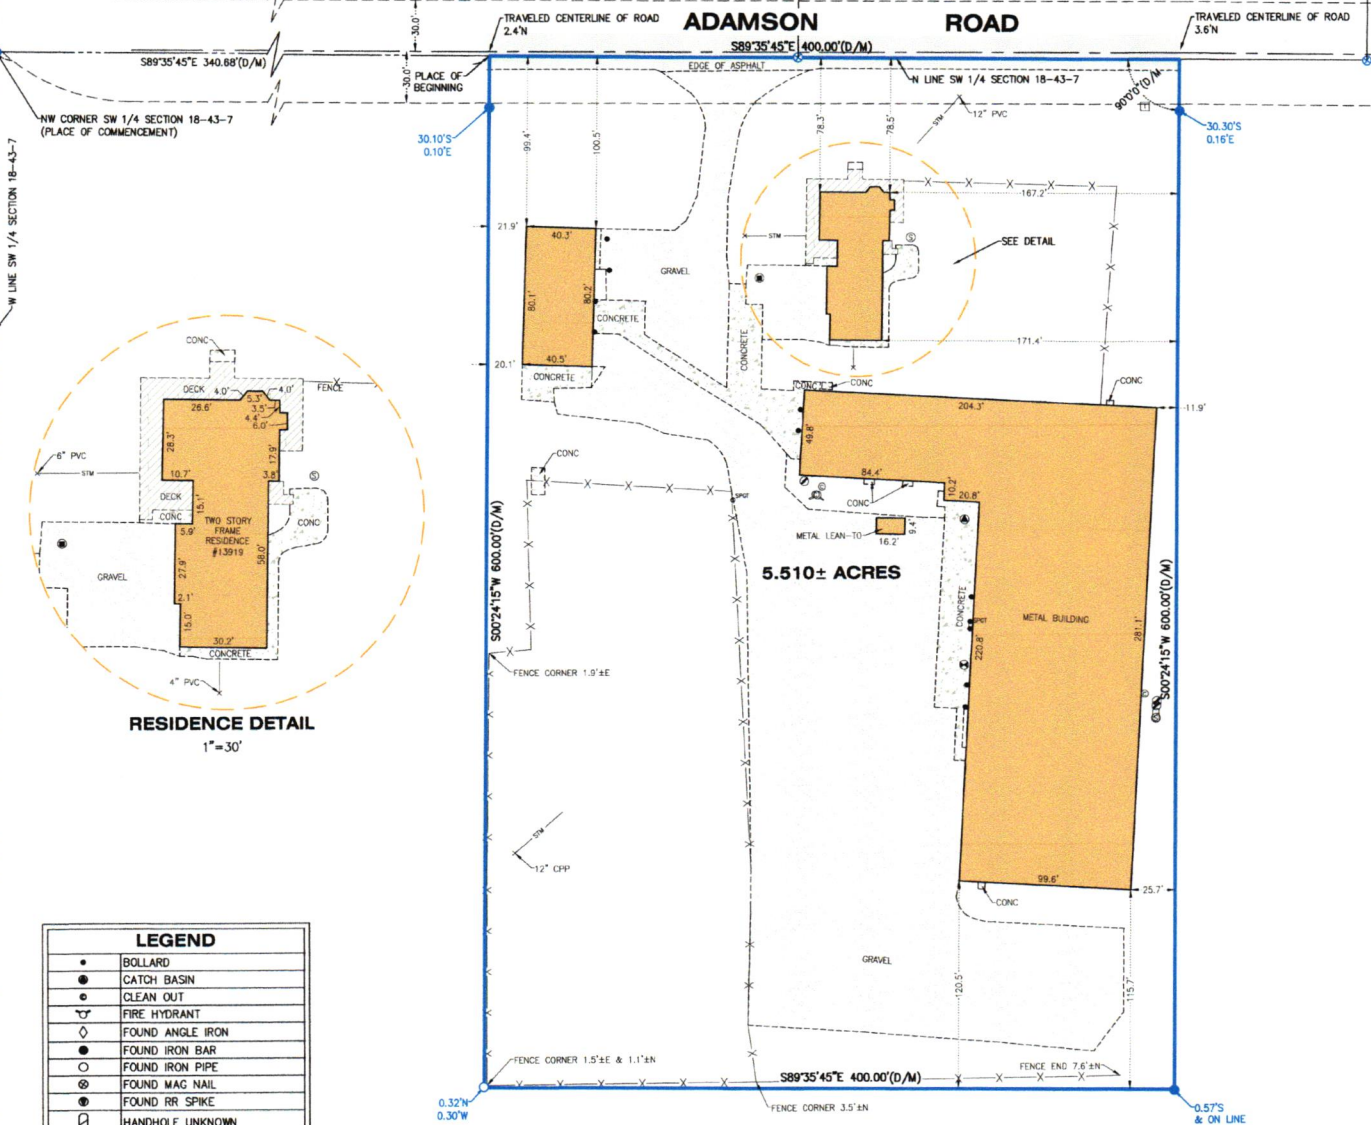 TRAVELED CENTERLINE OF ROAD
2.4'N
ADAMSON ROAD
TRAVELED CENTERLINE OF ROAD
3.6'N
30.0'
30.0'
S89°35'45"E 340.68'(D/M)
S89°35'45"E 400.00'(D/M)
PLACE OF
BEGINNING
EDGE OF ASPHALT
N LINE SW 1/4 SECTION 18-43-7
90°0'0"(D/M)
NW CORNER SW 1/4 SECTION 18-43-7
(PLACE OF COMMENCEMENT)
W LINE SW 1/4 SECTION 18-43-7
30.10'S
0.10'E
30.30'S
0.16'E
99.4'
100.5'
78.3'
78.5'
STM
12" PVC
167.2'
21.9'
40.3'
80.1'
80.2'
40.5'
20.1'
GRAVEL
STM
S
SEE DETAIL
CONCRETE
CONCRETE
CONCRETE
171.4'
CONC
CONC
CONC
204.3'
11.9'
49.8'
84.4'
CONC
10.2'
20.8'
METAL LEAN-TO
16.2'
9.4'
CONC
SPOT
5.510± ACRES
S00°24'15"W 600.00'(D/M)
S00°24'15"W 600.00'(D/M)
CONCRETE
SPOT
220.8'
METAL BUILDING
281.1'
FENCE CORNER 1.9'±E
99.6'
25.7'
CONC
STM
12" CPP
GRAVEL
120.5'
115.7'
FENCE CORNER 1.5'±E & 1.1'±N
S89°35'45"E 400.00'(D/M)
FENCE END 7.6'±N
FENCE CORNER 3.5'±N
0.32'N
0.30'W
0.57'S
& ON LINE
CONC
DECK
4.0'
5.3'
4.0'
FENCE
26.6'
3.5'
4.4'
6.0'
28.3'
17.9'
6" PVC
STM
10.7'
3.8'
S
DECK
15.1'
CONC
5.9'
TWO STORY
FRAME
RESIDENCE
#13919
CONC
GRAVEL
27.9'
58.0'
2.1'
15.0'
30.2'
CONCRETE
4" PVC
RESIDENCE DETAIL
1"=30'
LEGEND
BOLLARD
CATCH BASIN
CLEAN OUT
FIRE HYDRANT
FOUND ANGLE IRON
FOUND IRON BAR
FOUND IRON PIPE
FOUND MAG NAIL
FOUND RR SPIKE
HANDHOLE UNKNOWN